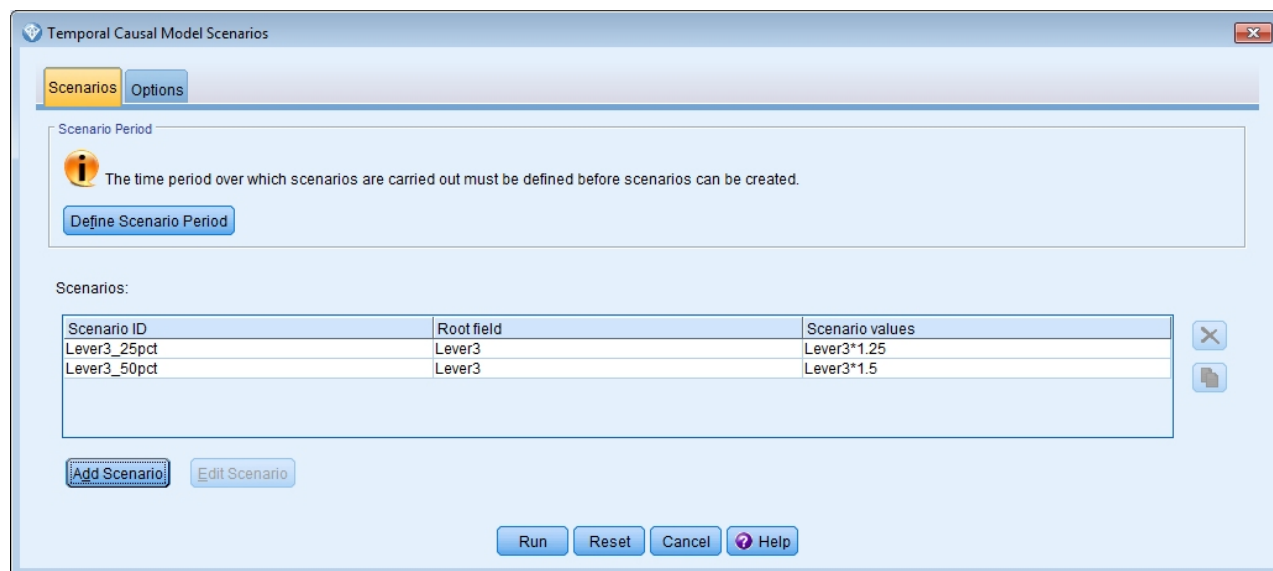 Temporal Causal Model Scenarios
Scenarios Options
Scenario Period
The time period over which scenarios are carried out must be defined before scenarios can be created.
Define Scenario Period
Scenarios:
Scenario ID Root field Scenario values
Lever3_25pct Lever3 Lever3*1.25
Lever3_50pct Lever3 Lever3*1.5
Add Scenario Edit Scenario
Run Reset Cancel Help